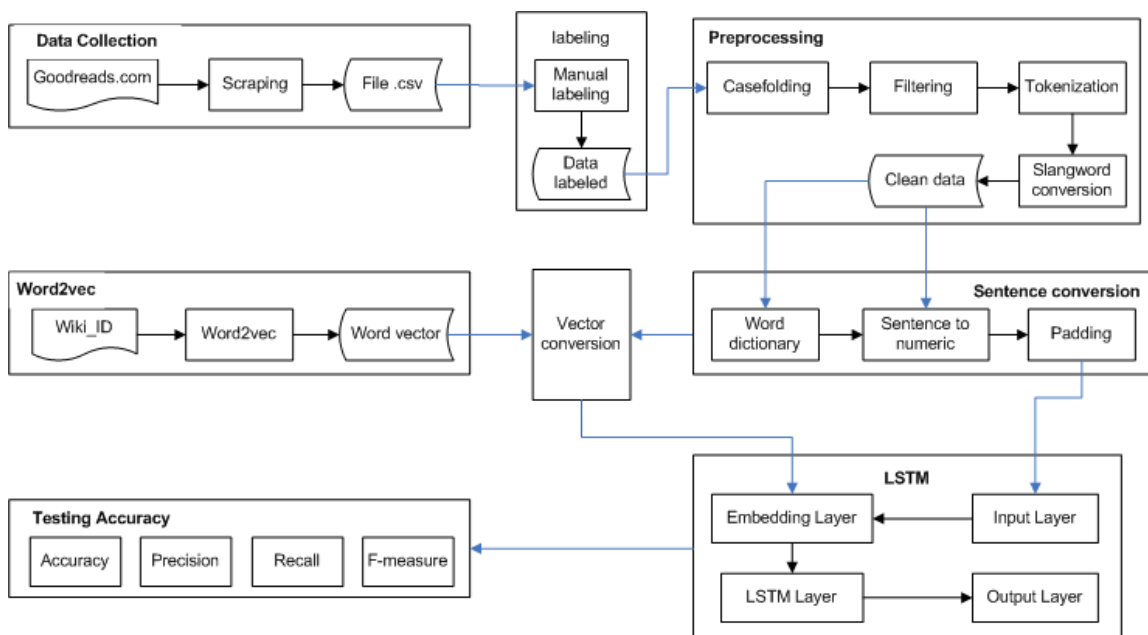 Data Collection
Goodreads.com
Scraping
File .csv
labeling
Manual
labeling
Data
labeled
Preprocessing
Casefolding
Filtering
Tokenization
Slangword
conversion
Clean data
Word2vec
Wiki_ID
Word2vec
Word vector
Vector
conversion
Sentence conversion
Word
dictionary
Sentence to
numeric
Padding
LSTM
Embedding Layer
Input Layer
LSTM Layer
Output Layer
Testing Accuracy
Accuracy
Precision
Recall
F-measure